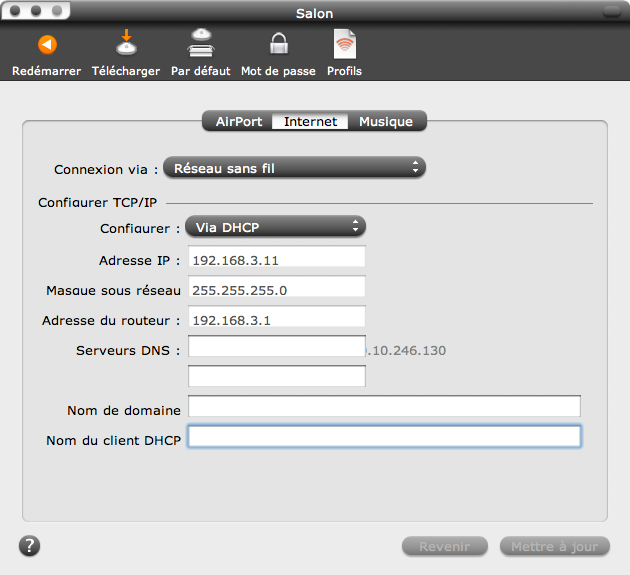 Salon
Redémarrer Télécharger Par défaut Mot de passe Profils
AirPort Internet Musique
Connexion via : Réseau sans fil
Configurer TCP/IP
Configurer : Via DHCP
Adresse IP : 192.168.3.11
Masque sous réseau 255.255.255.0
Adresse du routeur : 192.168.3.1
Serveurs DNS : .10.246.130
Nom de domaine
Nom du client DHCP
? Revenir Mettre à jour